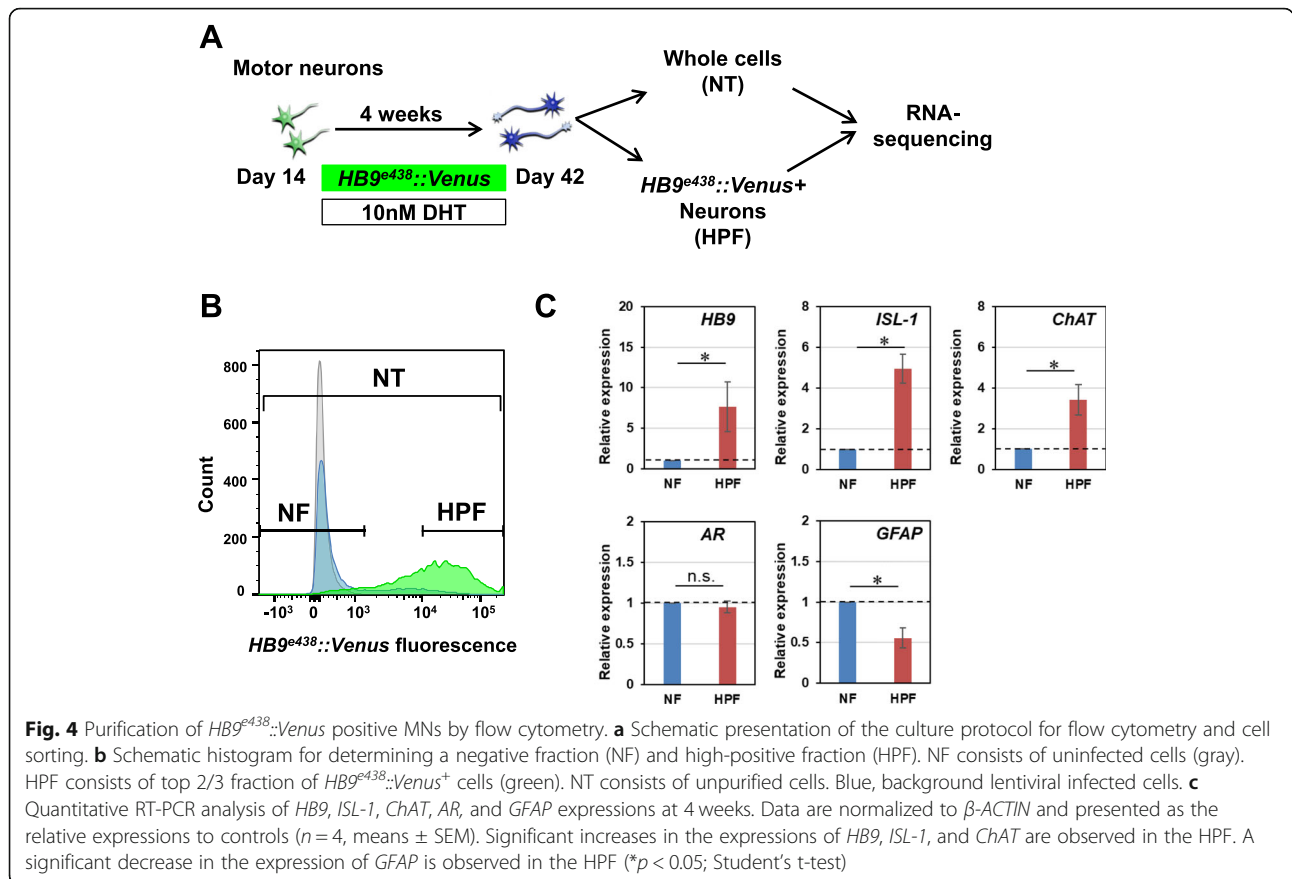 A
Motor neurons
4 weeks
Day 14
HB9e438::Venus
Day 42
10nM DHT
Whole cells
(NT)
HB9e438::Venus+
Neurons
(HPF)
RNA-
sequencing
B
Count
800
600
400
200
0
NT
NF
HPF
-10³ 0 10³ 10⁴ 10⁵
HB9e438::Venus fluorescence
C
HB9
Relative expression
20
15
10
5
0
*
NF HPF
ISL-1
Relative expression
8
6
4
2
0
*
NF HPF
ChAT
Relative expression
8
6
4
2
0
*
NF HPF
AR
Relative expression
2
1.5
1
0.5
0
n.s.
NF HPF
GFAP
Relative expression
2
1.5
1
0.5
0
*
NF HPF
Fig. 4 Purification of HB9e438::Venus positive MNs by flow cytometry. a Schematic presentation of the culture protocol for flow cytometry and cell
sorting. b Schematic histogram for determining a negative fraction (NF) and high-positive fraction (HPF). NF consists of uninfected cells (gray).
HPF consists of top 2/3 fraction of HB9e438::Venus+ cells (green). NT consists of unpurified cells. Blue, background lentiviral infected cells. c
Quantitative RT-PCR analysis of HB9, ISL-1, ChAT, AR, and GFAP expressions at 4 weeks. Data are normalized to β-ACTIN and presented as the
relative expressions to controls (n = 4, means ± SEM). Significant increases in the expressions of HB9, ISL-1, and ChAT are observed in the HPF. A
significant decrease in the expression of GFAP is observed in the HPF (*p < 0.05; Student's t-test)